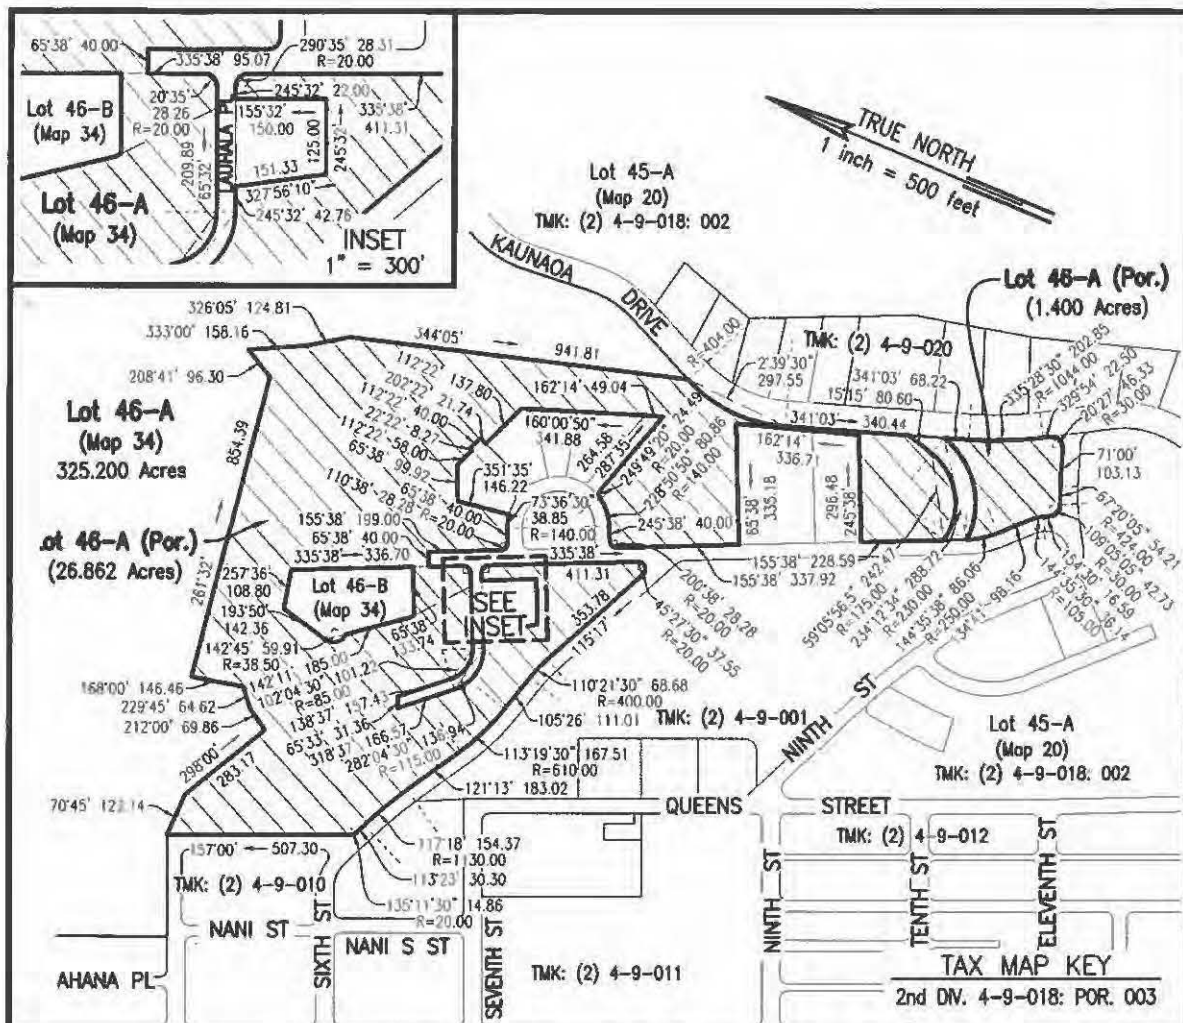 65°38' 40.00
335°38' 95.07
290°35' 28.31
R=20.00
245°32' 22.00
20°35'
28.26
R=20.00
Lot 46-B
(Map 34)
155°32'
150.00
335°38'
411.31
125.00
245°32'
209.89
65°32'
LAUHALA PL
151.33
327°56'10"
245°32' 42.76
Lot 46-A
(Map 34)
INSET
1" = 300'
TRUE NORTH
1 inch = 500 feet
Lot 45-A
(Map 20)
TMK: (2) 4-9-018: 002
KAUNAOA
DRIVE
Lot 46-A (Por.)
(1.400 Acres)
TMK: (2) 4-9-020
R=404.00
2°39'30"
297.55
341°03' 68.22
15°15' 80.60
341°03' 340.44
335°28'30" 202.85
R=1044.00
329°54' 22.50
20°27' 46.33
R=30.00
71°00'
103.13
67°20'05" 54.21
R=424.00
109°05'05" 42.73
R=30.00
154°30' 16.59
144°35'30" 36.14
R=105.00
134°41' 98.16
326°05' 124.81
333°00' 158.16
208°41' 96.30
344°05'
941.81
112°22' 137.80
202°22' 21.74
112°22' 40.00
22°22' 8.27
112°22' 58.00
65°38' 99.92
65°38' 40.00
110°38' 28.28
R=20.00
162°14' 49.04
160°00'50"
341.88
264.58
287°35'
249°49'20" 24.49
R=20.00
228°50'50" 80.86
R=140.00
351°35'
146.22
73°36'30"
38.85
R=140.00
245°38' 40.00
162°14'
336.71
65°38'
335.18
296.48
245°38'
Lot 46-A
(Map 34)
325.200 Acres
854.39
261°32'
155°38' 199.00
65°38' 40.00
335°38' 336.70
335°38'
411.31
155°38' 228.59
155°38' 337.92
59°05'56.5" 242.47
R=175.00
234°12'34" 288.72
R=230.00
144°35'38" 86.06
R=250.00
.ot 46-A (Por.)
(26.862 Acres)
257°36'
108.80
193°50'
142.36
142°45' 59.91
R=38.50
Lot 46-B
(Map 34)
SEE
INSET
353.78
115°17'
200°38' 28.28
R=20.00
45°27'30" 37.55
R=20.00
65°38'
133.74
142°11' 185.00
102°04'30" 101.22
R=85.00
138°37' 157.43
65°33' 31.36
318°37' 166.57
282°04'30" 136.94
R=115.00
168°00' 146.46
229°45' 64.62
212°00' 69.86
298°00'
283.17
70°45'
110°21'30" 68.68
R=400.00
105°26' 111.01
TMK: (2) 4-9-001
113°19'30" 167.51
R=610.00
121°13' 183.02
117°18' 154.37
R=1130.00
113°23' 30.30
135°11'30" 14.86
R=20.00
157°00' 507.30
NINTH ST
Lot 45-A
(Map 20)
TMK: (2) 4-9-018: 002
QUEENS STREET
TMK: (2) 4-9-012
TMK: (2) 4-9-010
NANI ST
NANI S ST
SIXTH ST
SEVENTH ST
NINTH ST
TENTH ST
ELEVENTH ST
AHANA PL
TMK: (2) 4-9-011
TAX MAP KEY
2nd DIV. 4-9-018: POR. 003